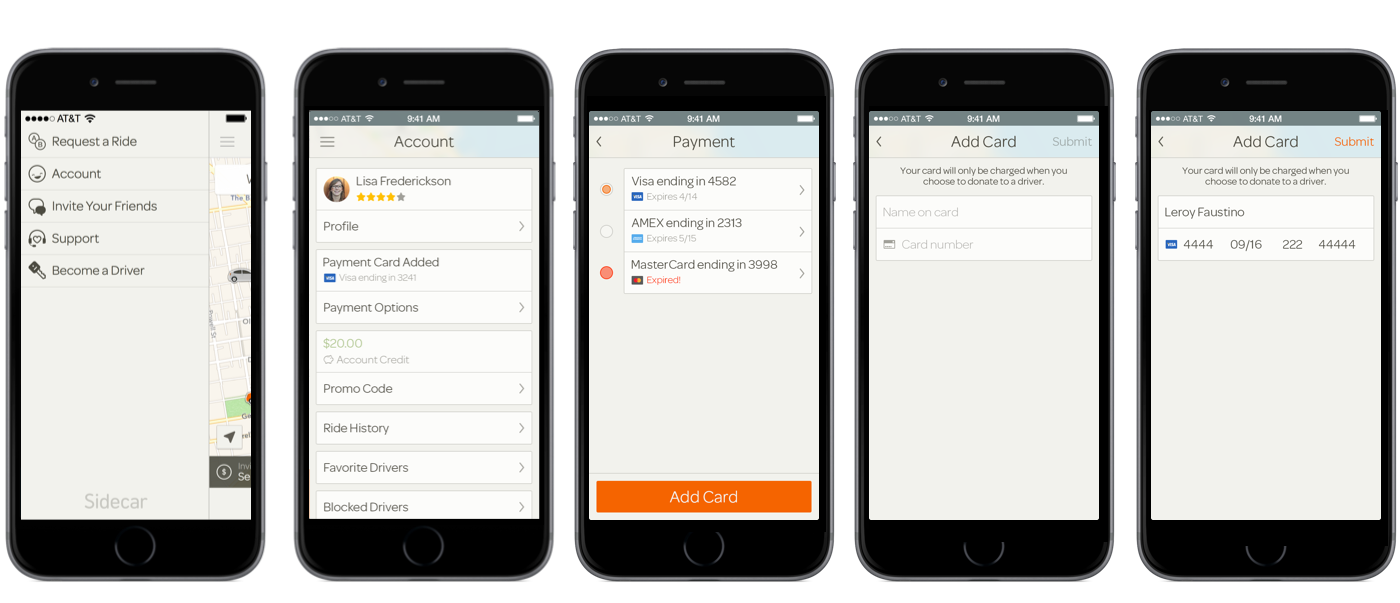 AT&T
Request a Ride
Account
Invite Your Friends
Support
Become a Driver
Sidecar
The B
Powell St
Ge
Inv
Se
AT&T 9:41 AM
Account
Lisa Frederickson
Profile
Payment Card Added
VISA Visa ending in 3241
Payment Options
$20.00
Account Credit
Promo Code
Ride History
Favorite Drivers
Blocked Drivers
AT&T 9:41 AM
Payment
Visa ending in 4582
VISA Expires 4/14
AMEX ending in 2313
Expires 5/15
MasterCard ending in 3998
Expired!
Add Card
AT&T 9:41 AM
Add Card Submit
Your card will only be charged when you
choose to donate to a driver.
Name on card
Card number
AT&T 9:41 AM
Add Card Submit
Your card will only be charged when you
choose to donate to a driver.
Leroy Faustino
VISA 4444 09/16 222 44444